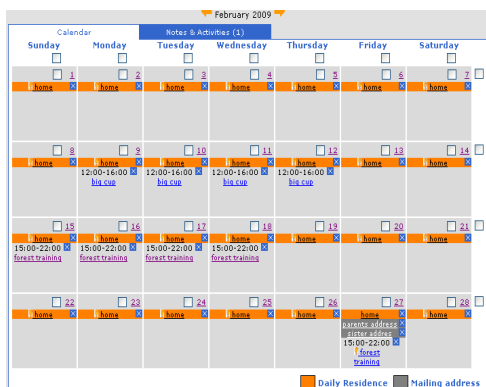 February 2009
Calendar Notes & Activities (1)
Sunday Monday Tuesday Wednesday Thursday Friday Saturday
1 2 3 4 5 6 7
home home home home home home home
8 9 10 11 12 13 14
home home home home home home home
12:00-16:00 12:00-16:00 12:00-16:00 12:00-16:00
big cup big cup big cup big cup
15 16 17 18 19 20 21
home home home home home home home
15:00-22:00 15:00-22:00 15:00-22:00 15:00-22:00
forest training forest training forest training forest training
22 23 24 25 26 27 28
home home home home home home home
parents address
sister addres
15:00-22:00
forest
training
Daily Residence Mailing address